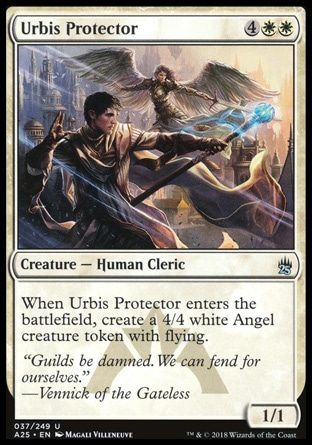 Urbis Protector 4
Creature — Human Cleric 25
When Urbis Protector enters the
battlefield, create a 4/4 white Angel
creature token with flying.
“Guilds be damned. We can fend for
ourselves.”
—Vennick of the Gateless
1/1
037/249 U
A25 • EN Magali Villeneuve
™ & © 2018 Wizards of the Coast